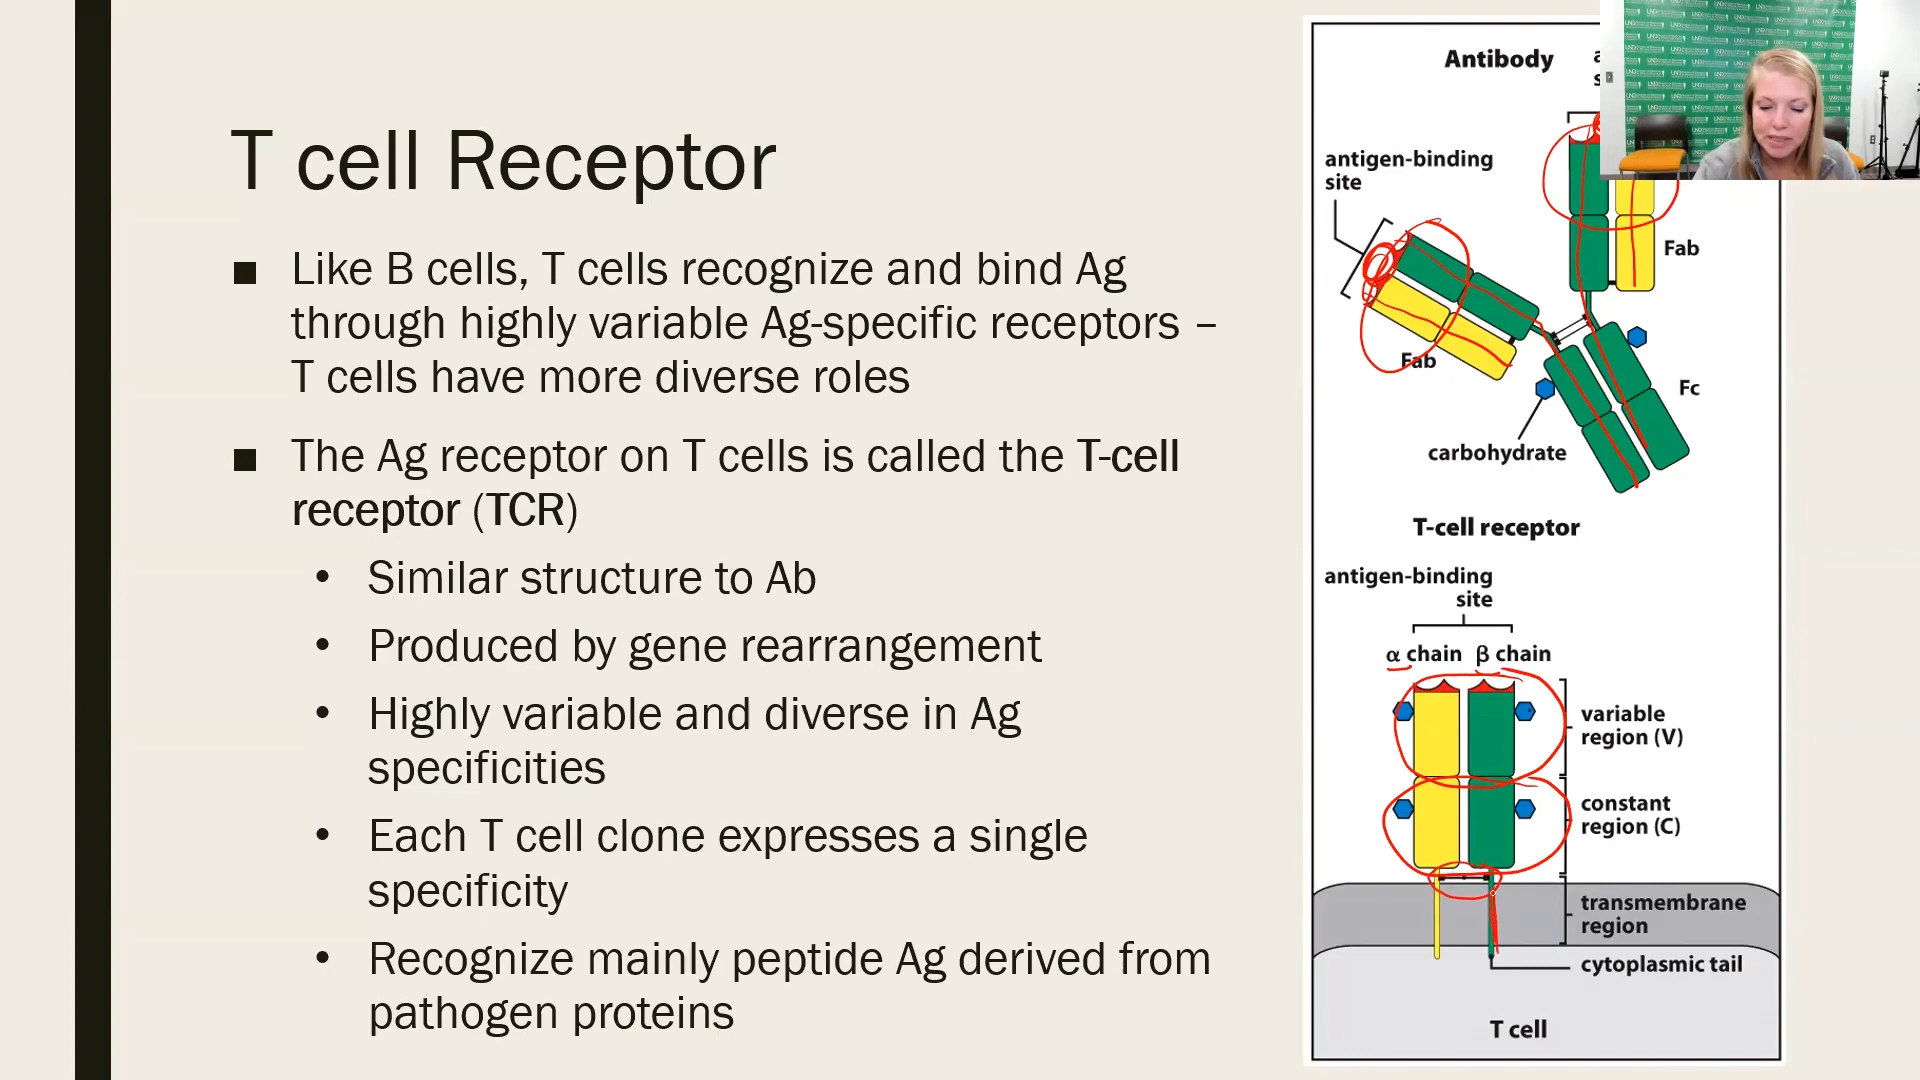 T cell Receptor
Like B cells, T cells recognize and bind Ag
through highly variable Ag-specific receptors –
T cells have more diverse roles
The Ag receptor on T cells is called the T-cell
receptor (TCR)
Similar structure to Ab
Produced by gene rearrangement
Highly variable and diverse in Ag
specificities
Each T cell clone expresses a single
specificity
Recognize mainly peptide Ag derived from
pathogen proteins
Antibody
antigen-binding
site
Fab
Fab
Fc
carbohydrate
T-cell receptor
antigen-binding
site
α chain β chain
variable
region (V)
constant
region (C)
transmembrane
region
cytoplasmic tail
T cell